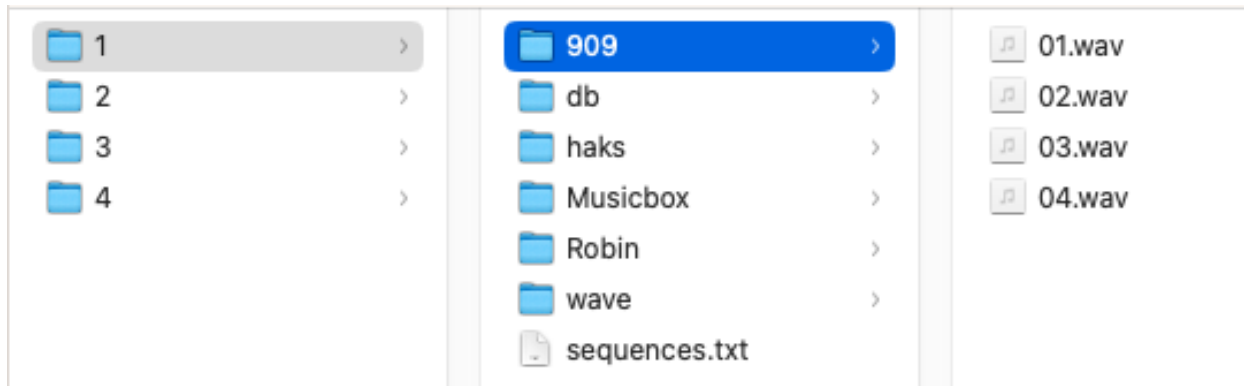 1
2
3
4
909
db
haks
Musicbox
Robin
wave
sequences.txt
01.wav
02.wav
03.wav
04.wav